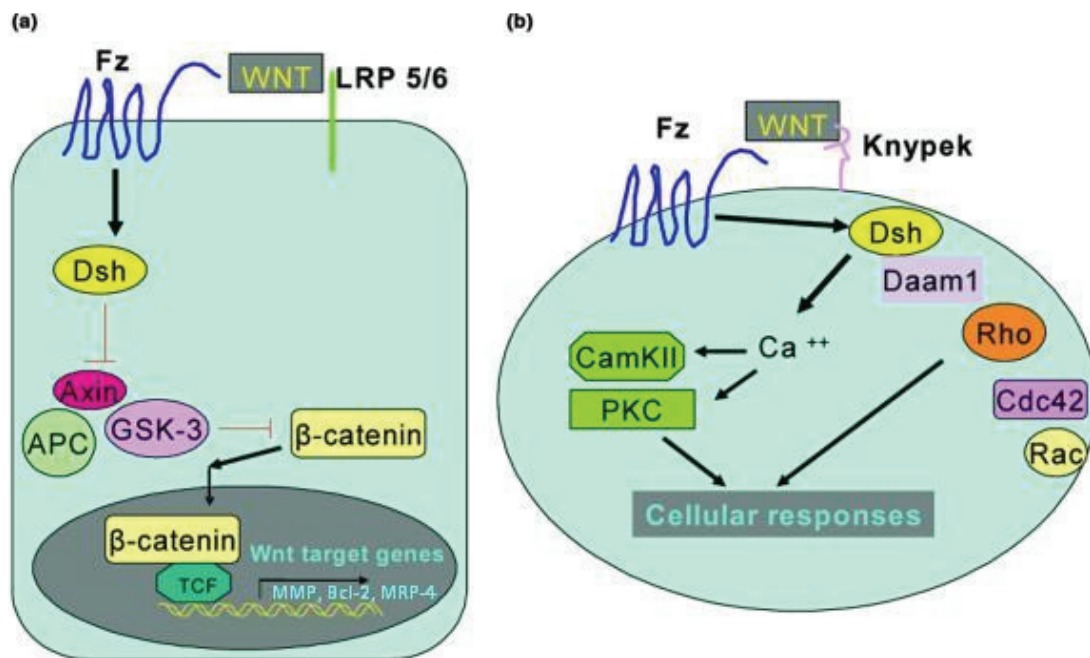 (a)
Fz
WNT
LRP 5/6
Dsh
Axin
APC
GSK-3
β-catenin
β-catenin
TCF
Wnt target genes
MMP, Bcl-2, MRP-4
(b)
Fz
WNT
Knypek
Dsh
Daam1
Rho
Ca ++
CamKII
PKC
Cdc42
Rac
Cellular responses